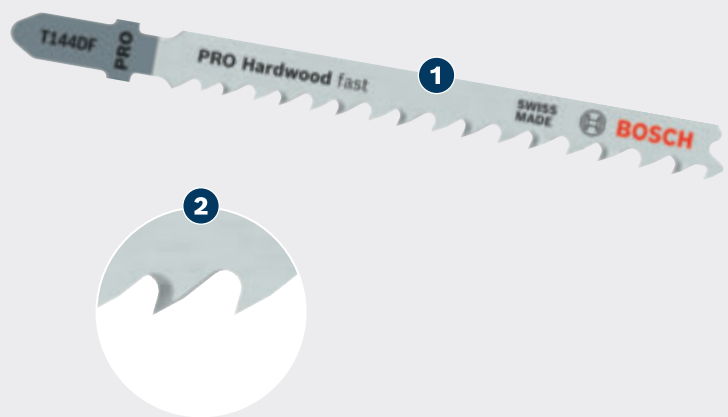 T144DF
PRO
PRO Hardwood fast
1
SWISS
MADE
BOSCH
2